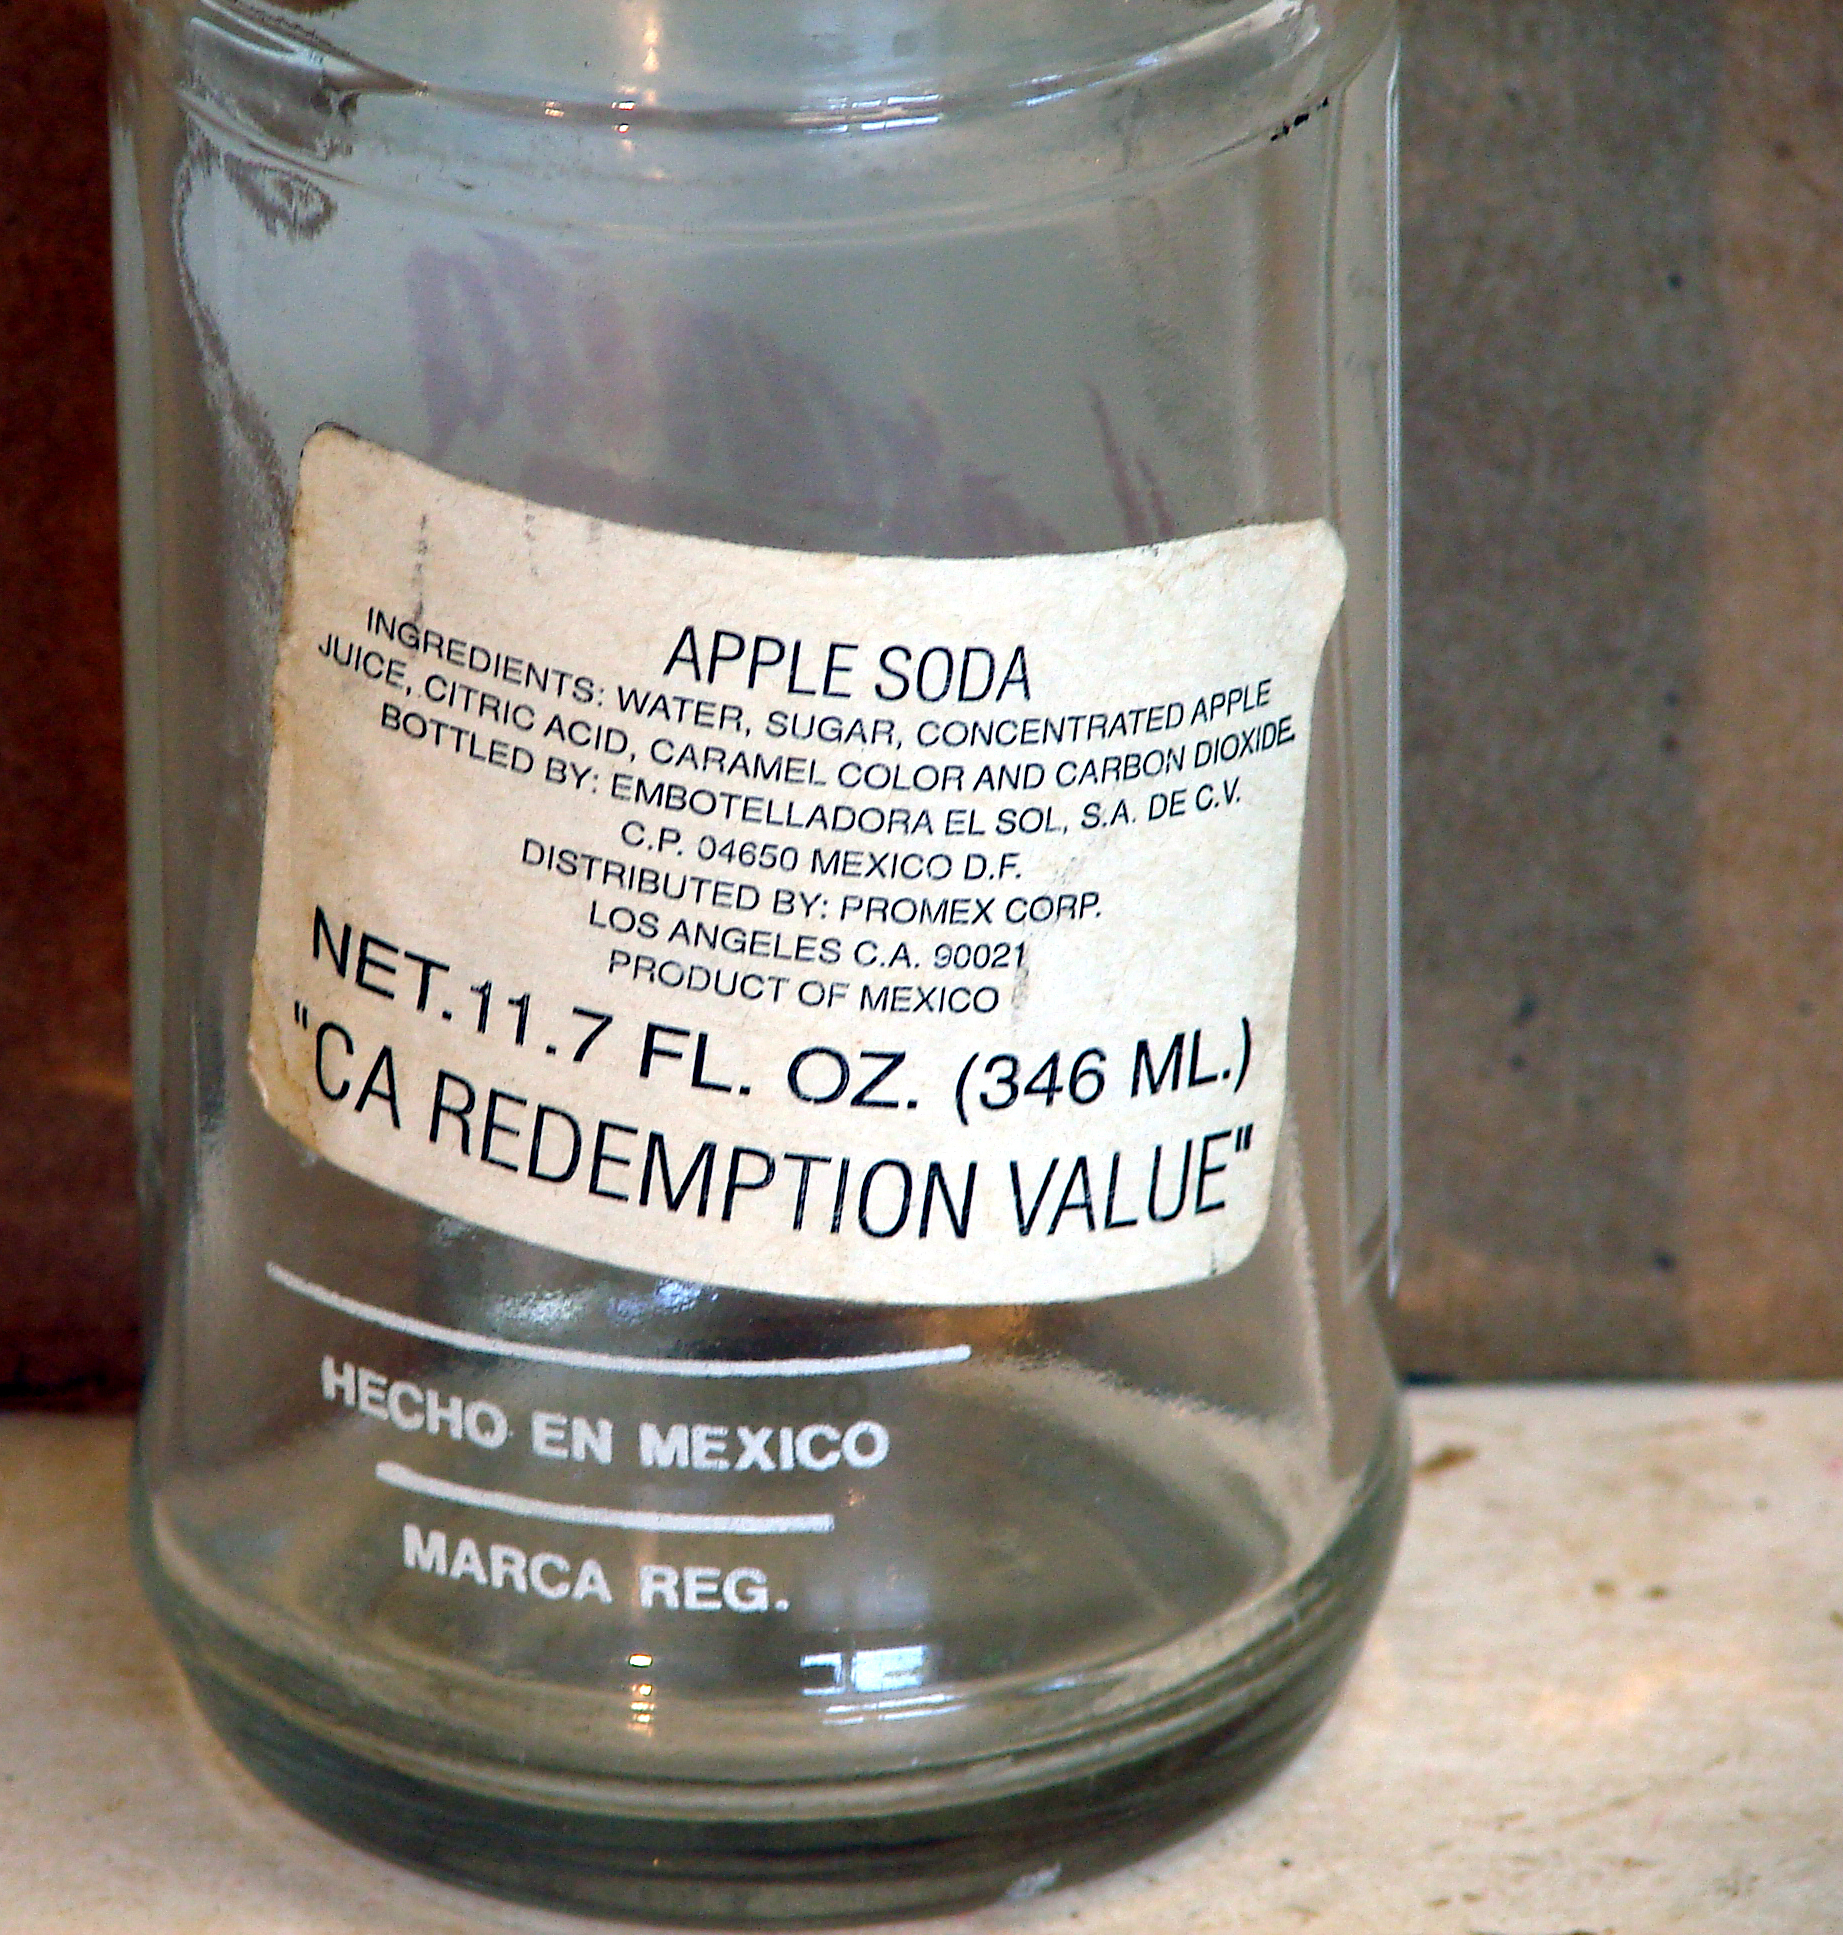 APPLE SODA
INGREDIENTS: WATER, SUGAR, CONCENTRATED APPLE
JUICE, CITRIC ACID, CARAMEL COLOR AND CARBON DIOXIDE
BOTTLED BY: EMBOTELLADORA EL SOL, S.A. DE C.V.
C.P. 04650 MEXICO D.F.
DISTRIBUTED BY: PROMEX CORP.
LOS ANGELES C.A. 90021
PRODUCT OF MEXICO
NET.11.7 FL. OZ. (346 ML.)
"CA REDEMPTION VALUE"
HECHO EN MEXICO
MARCA REG.